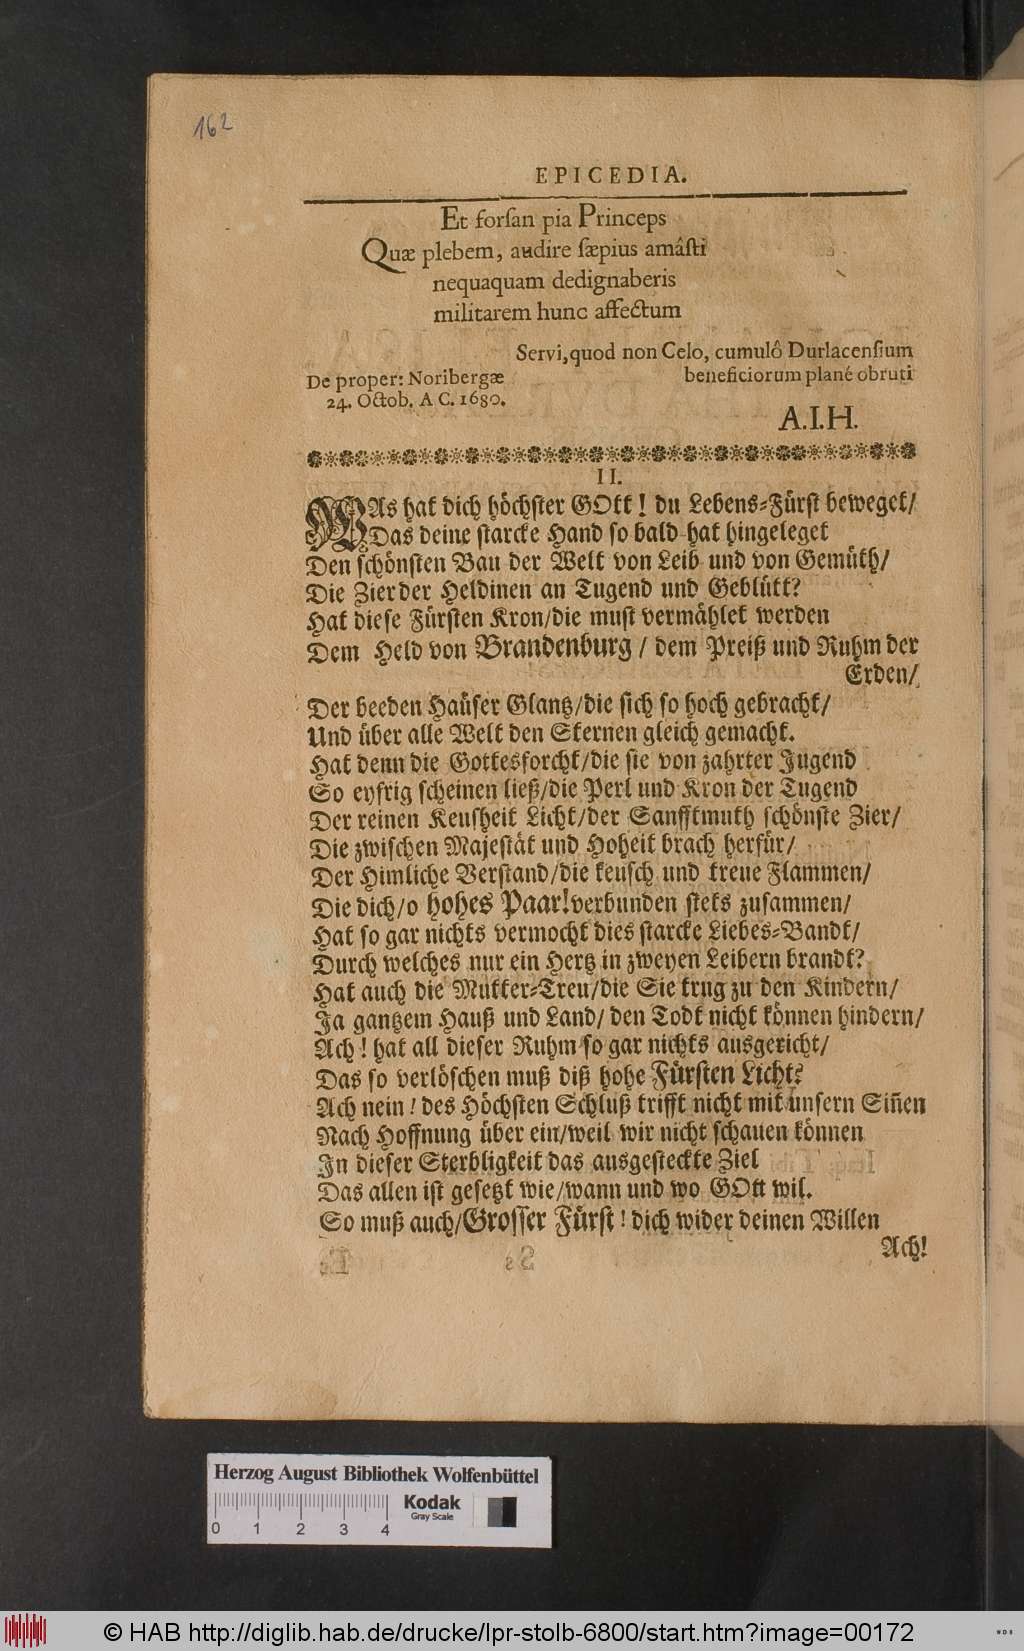 162
EPICEDIA.
Et forſan pia Princeps
Quæ plebem, audire ſæpius amáſti
nequaquam dedignaberis
militarem hunc affectum
Servi, quod non Celo, cumulô Durlacenſium
De proper: Noribergæ beneficiorum planè obruti
24. Octob. A C. 1680.
A.I.H.
II.
WAs hat dich höchſter GOtt! du Lebens-Fürſt beweget/
Das deine ſtarcke Hand ſo bald hat hingeleget
Den ſchönſten Bau der Welt von Leib und von Gemüth/
Die Zier der Heldinen an Tugend und Geblütt?
Hat dieſe Fürſten Kron/die muſt vermählet werden
Dem Held von Brandenburg / dem Preiß und Ruhm der
Erden/
Der beeden Haüſer Glantz/die ſich ſo hoch gebracht/
Und über alle Welt den Sternen gleich gemacht.
Hat denn die Gottesforcht/die ſie von zahrter Jugend
So eyfrig ſcheinen ließ/die Perl und Kron der Tugend
Der reinen Keuſheit Licht/der Sanfftmuth ſchönſte Zier/
Die zwiſchen Majeſtät und Hoheit brach herfür/
Der Himliche Verſtand/die keuſch und treue Flammen/
Die dich/o hohes Paar!verbunden ſtets zuſammen/
Hat ſo gar nichts vermocht dies ſtarcke Liebes-Bandt/
Durch welches nur ein Hertz in zweyen Leibern brandt?
Hat auch die Mutter-Treu/die Sie trug zu den Kindern/
Ja gantzem Hauß und Land/ den Todt nicht können hindern/
Ach! hat all dieſer Ruhm ſo gar nichts ausgericht/
Das ſo verlöſchen muß diß hohe Fürſten Licht?
Ach nein! des Höchſten Schluß trifft nicht mit unſern Siñen
Nach Hoffnung über ein/weil wir nicht ſchauen können
In dieſer Sterbligkeit das ausgeſteckte Ziel
Das allen iſt geſetzt wie/wann und wo GOtt wil.
So muß auch/Groſſer Fürſt! dich wider deinen Willen
Ach!
Herzog August Bibliothek Wolfenbüttel
Kodak
Gray Scale
0 1 2 3 4
© HAB http://diglib.hab.de/drucke/lpr-stolb-6800/start.htm?image=00172